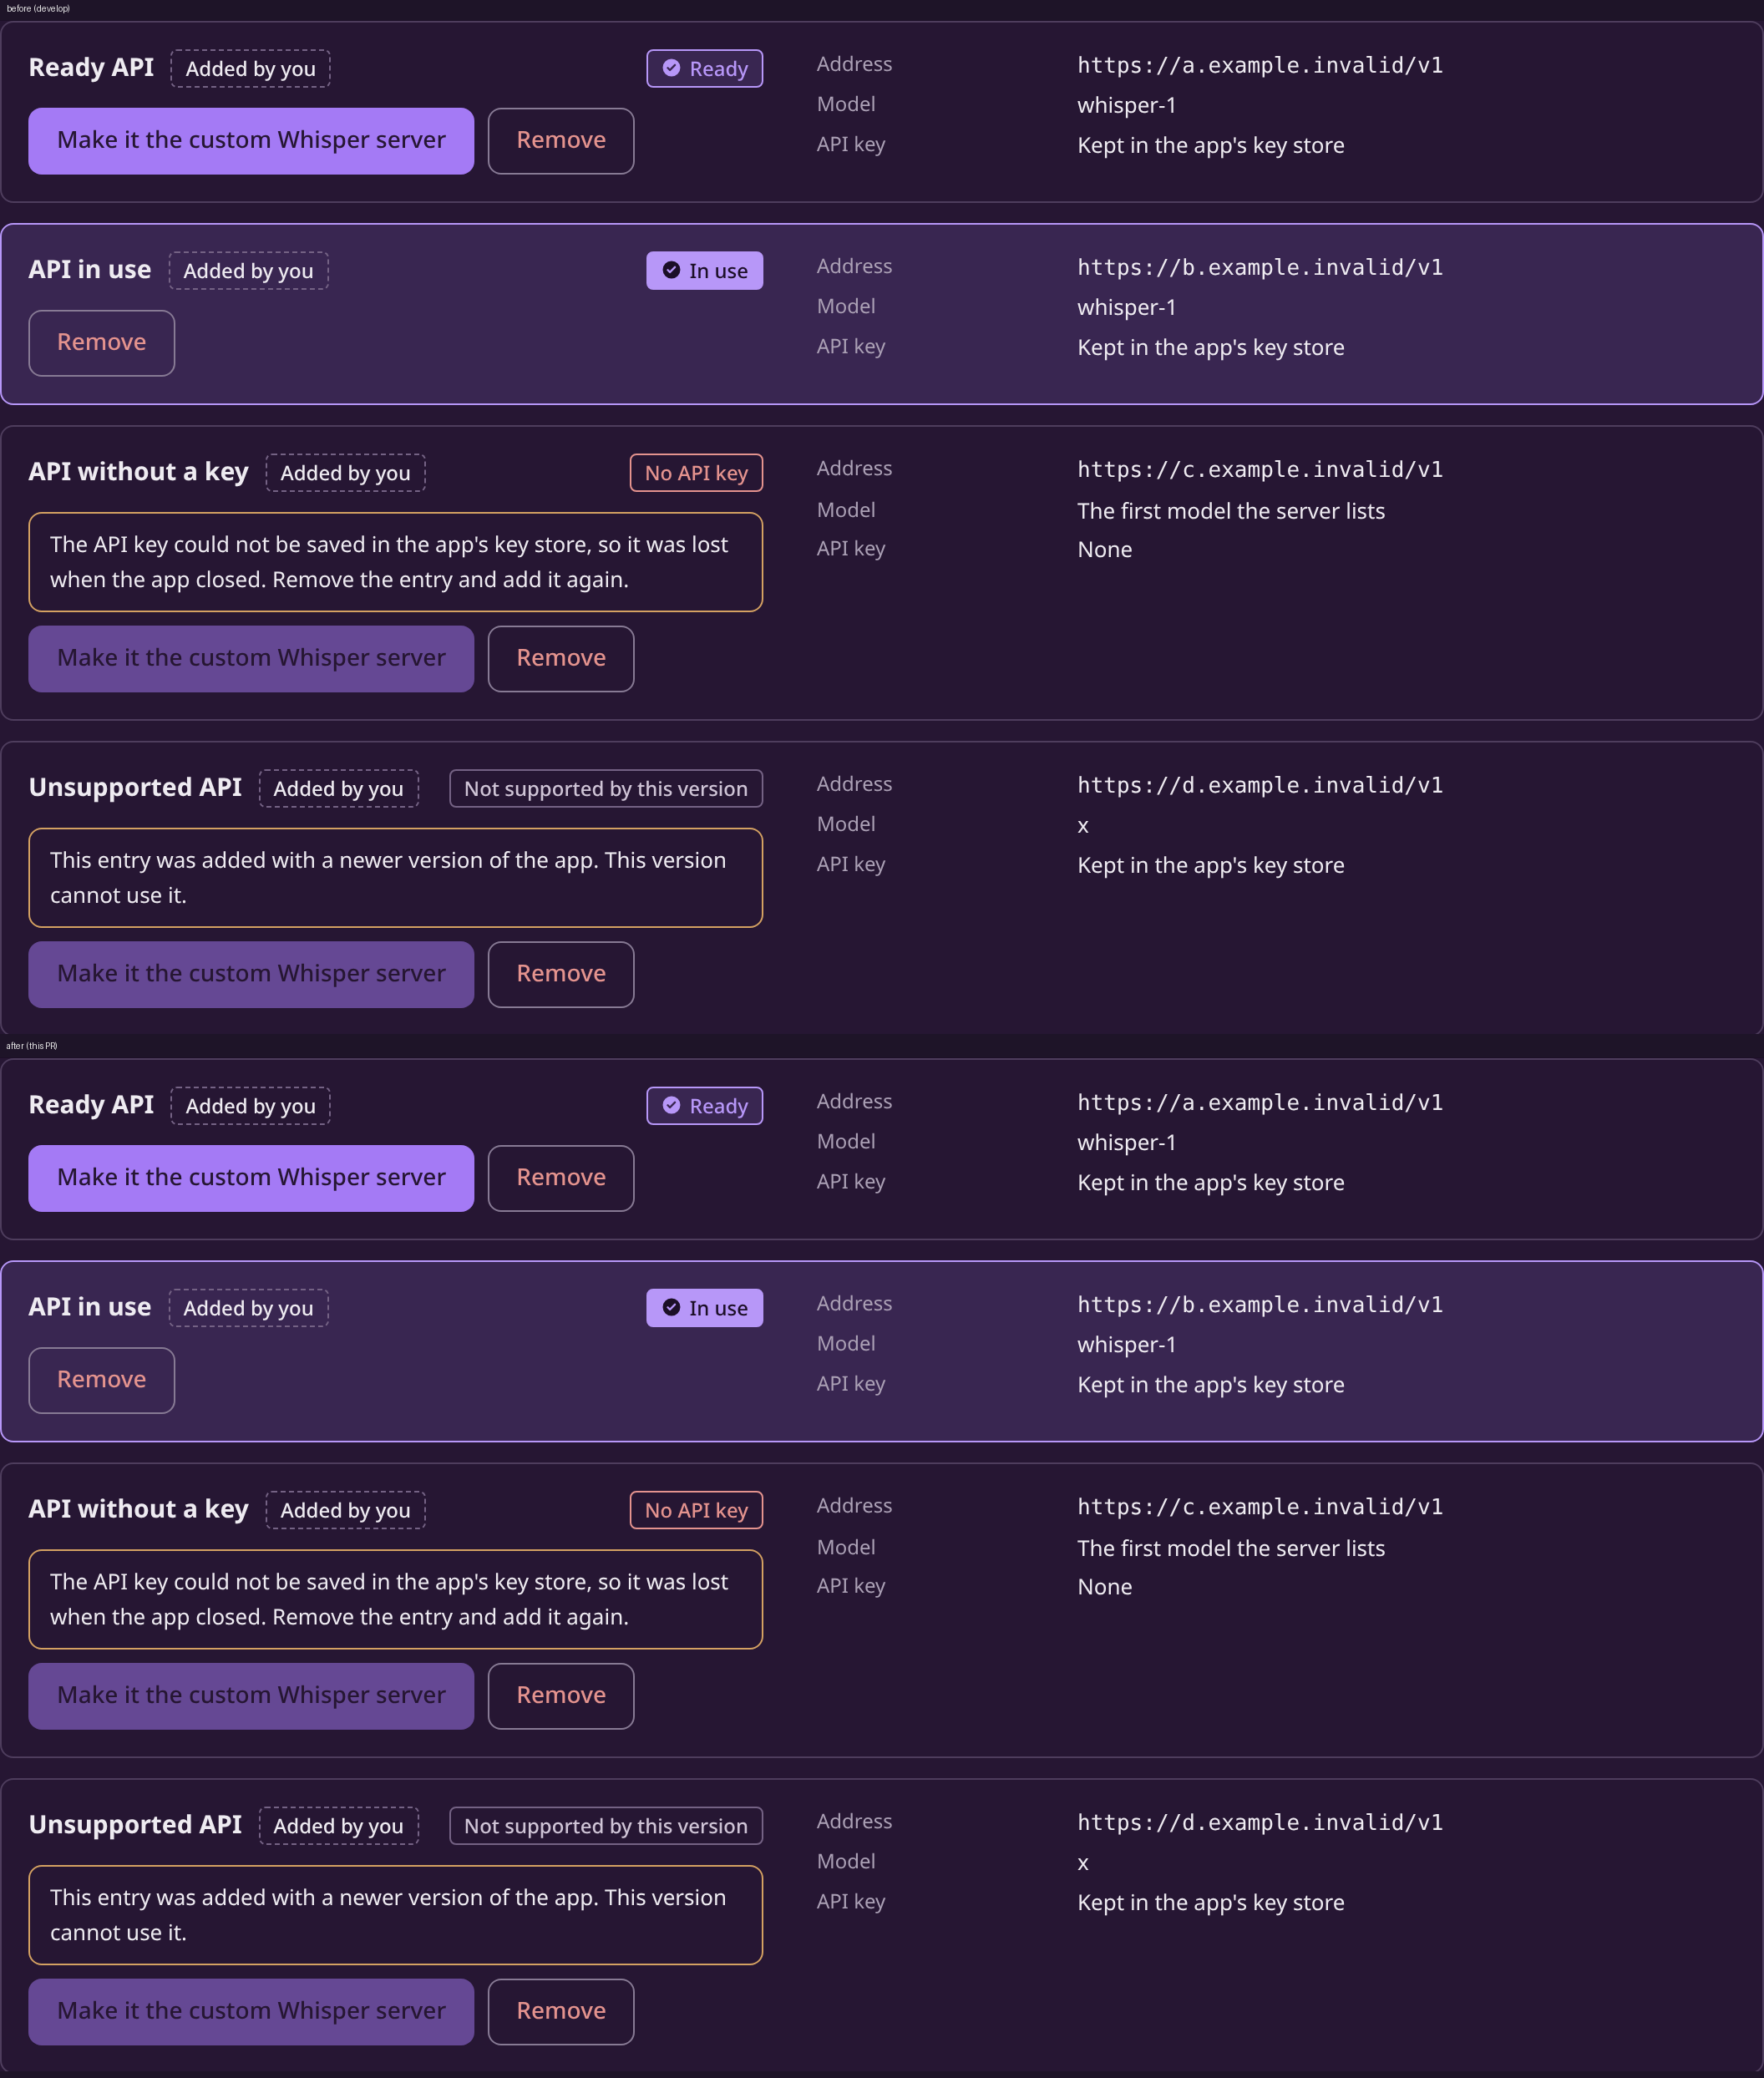 before (develop)
Ready API
Added by you
Ready
Make it the custom Whisper server
Remove
Address
https://a.example.invalid/v1
Model
whisper-1
API key
Kept in the app's key store
API in use
Added by you
In use
Remove
Address
https://b.example.invalid/v1
Model
whisper-1
API key
Kept in the app's key store
API without a key
Added by you
No API key
The API key could not be saved in the app's key store, so it was lost
when the app closed. Remove the entry and add it again.
Make it the custom Whisper server
Remove
Address
https://c.example.invalid/v1
Model
The first model the server lists
API key
None
Unsupported API
Added by you
Not supported by this version
This entry was added with a newer version of the app. This version
cannot use it.
Make it the custom Whisper server
Remove
Address
https://d.example.invalid/v1
Model
x
API key
Kept in the app's key store
after (this PR)
Ready API
Added by you
Ready
Make it the custom Whisper server
Remove
Address
https://a.example.invalid/v1
Model
whisper-1
API key
Kept in the app's key store
API in use
Added by you
In use
Remove
Address
https://b.example.invalid/v1
Model
whisper-1
API key
Kept in the app's key store
API without a key
Added by you
No API key
The API key could not be saved in the app's key store, so it was lost
when the app closed. Remove the entry and add it again.
Make it the custom Whisper server
Remove
Address
https://c.example.invalid/v1
Model
The first model the server lists
API key
None
Unsupported API
Added by you
Not supported by this version
This entry was added with a newer version of the app. This version
cannot use it.
Make it the custom Whisper server
Remove
Address
https://d.example.invalid/v1
Model
x
API key
Kept in the app's key store